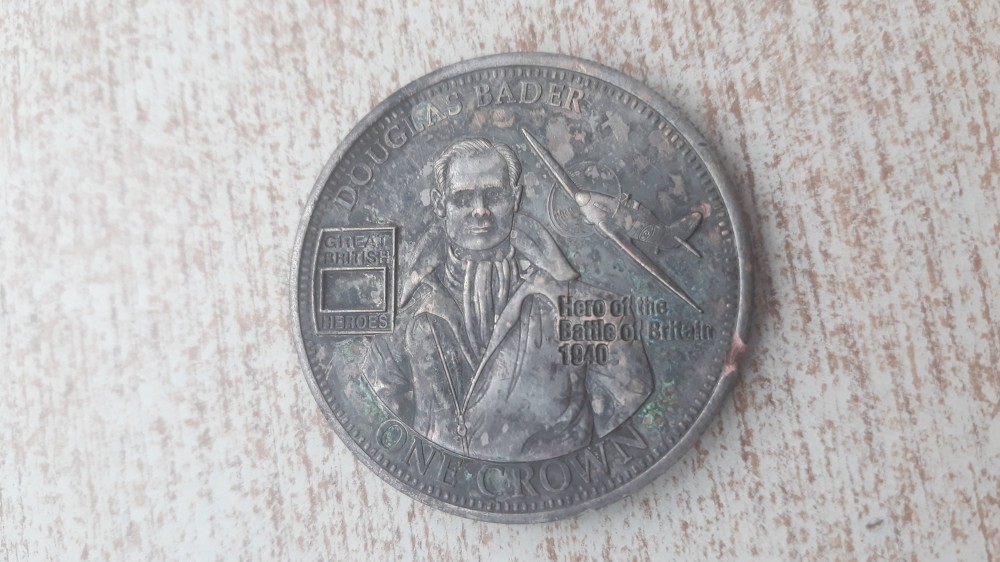 DOUGLAS BADER
GREAT
BRITISH
HEROES
Hero of the
Battle of Britain
1940
ONE CROWN